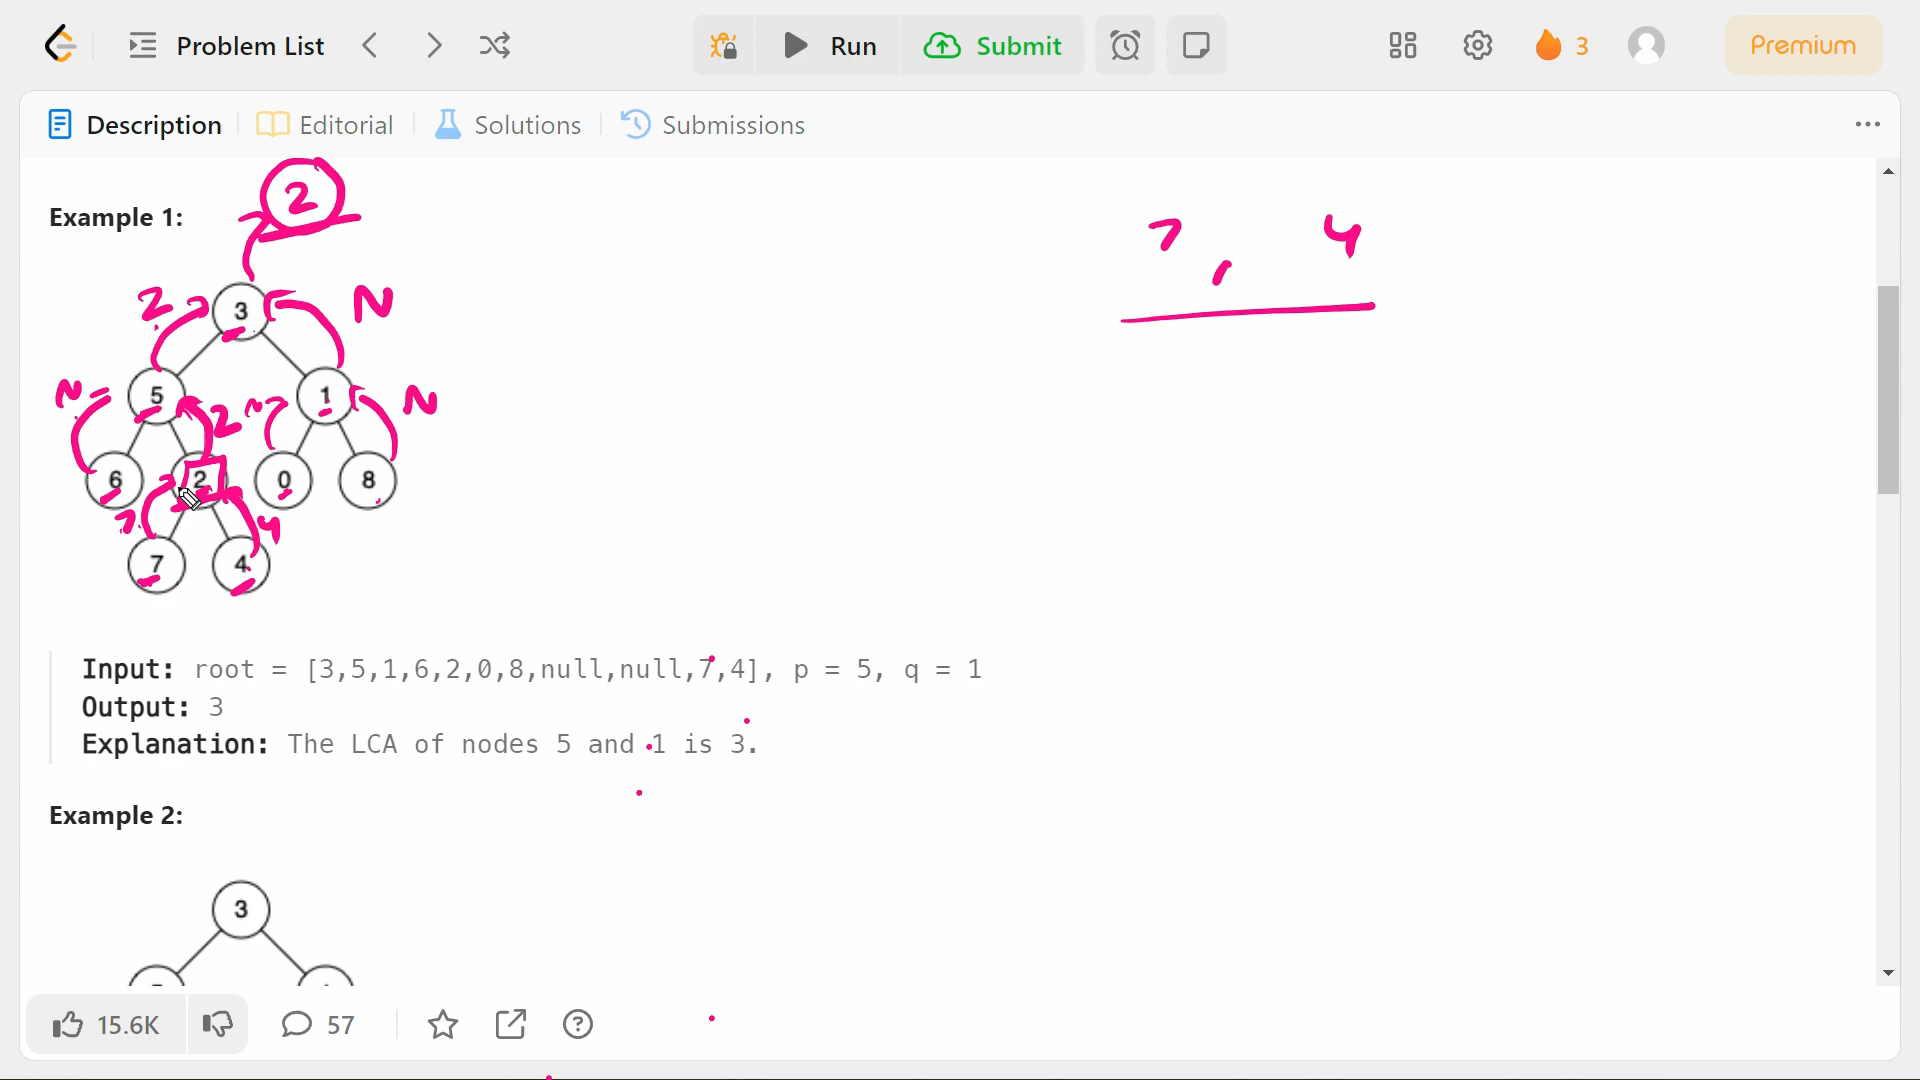 Problem List
Run
Submit
3
Premium
Description
Editorial
Solutions
Submissions
2
Example 1:
7 , 4
2
3
N
N
5
2
N
1
N
6
2
0
8
7
4
7
4
Input: root = [3,5,1,6,2,0,8,null,null,7,4], p = 5, q = 1
Output: 3
Explanation: The LCA of nodes 5 and 1 is 3.
Example 2:
3
15.6K
57